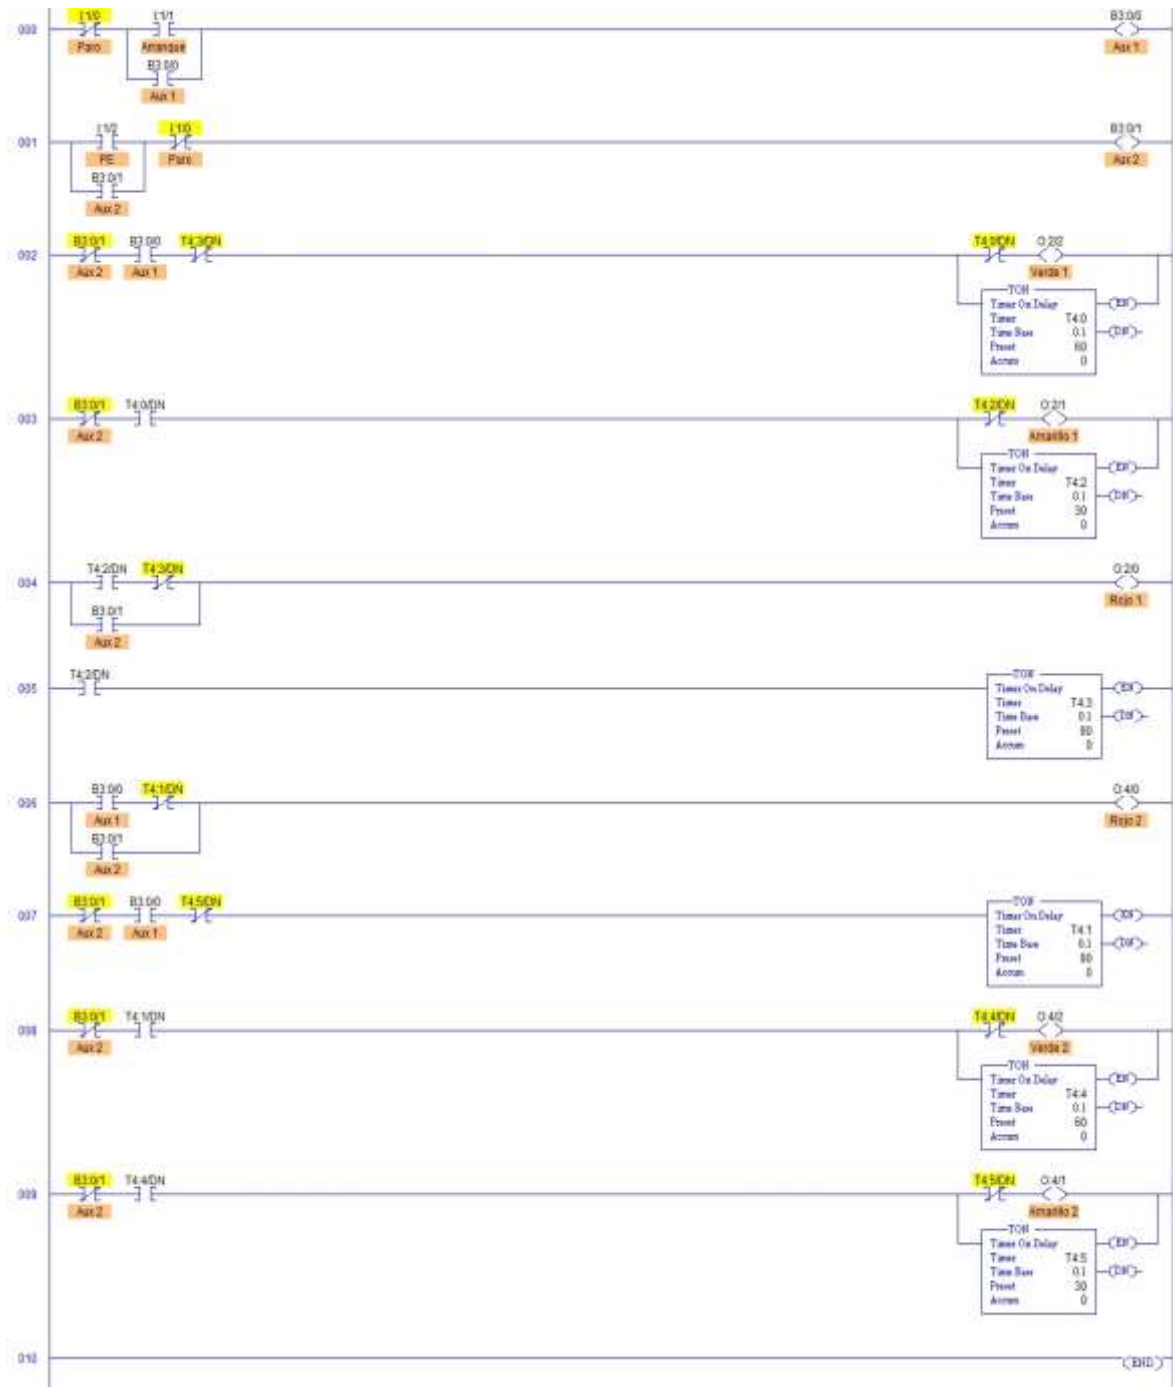 I:1/0 I:1/1 B3:0/0
000
Paro Arranque Aux 1
B3:0/0
Aux 1
I:1/2 I:1/0 B3:0/1
001
PE Paro Aux 2
B3:0/1
Aux 2
B3:0/1 B3:0/0 T4:3/DN T4:0/DN O:2/2
002
Aux 2 Aux 1 Verde 1
TON
Timer On Delay (EN)
Timer T4:0
Time Base 0.1 (DN)
Preset 60
Accum 0
B3:0/1 T4:0/DN T4:2/DN O:2/1
003
Aux 2 Amarillo 1
TON
Timer On Delay (EN)
Timer T4:2
Time Base 0.1 (DN)
Preset 30
Accum 0
T4:2/DN T4:3/DN O:2/0
004
Rojo 1
B3:0/1
Aux 2
T4:2/DN
005
TON
Timer On Delay (EN)
Timer T4:3
Time Base 0.1 (DN)
Preset 90
Accum 0
B3:0/0 T4:1/DN O:4/0
006
Aux 1 Rojo 2
B3:0/1
Aux 2
B3:0/1 B3:0/0 T4:5/DN
007
Aux 2 Aux 1
TON
Timer On Delay (EN)
Timer T4:1
Time Base 0.1 (DN)
Preset 90
Accum 0
B3:0/1 T4:1/DN T4:4/DN O:4/2
008
Aux 2 Verde 2
TON
Timer On Delay (EN)
Timer T4:4
Time Base 0.1 (DN)
Preset 60
Accum 0
B3:0/1 T4:4/DN T4:5/DN O:4/1
009
Aux 2 Amarillo 2
TON
Timer On Delay (EN)
Timer T4:5
Time Base 0.1 (DN)
Preset 30
Accum 0
010
(END)